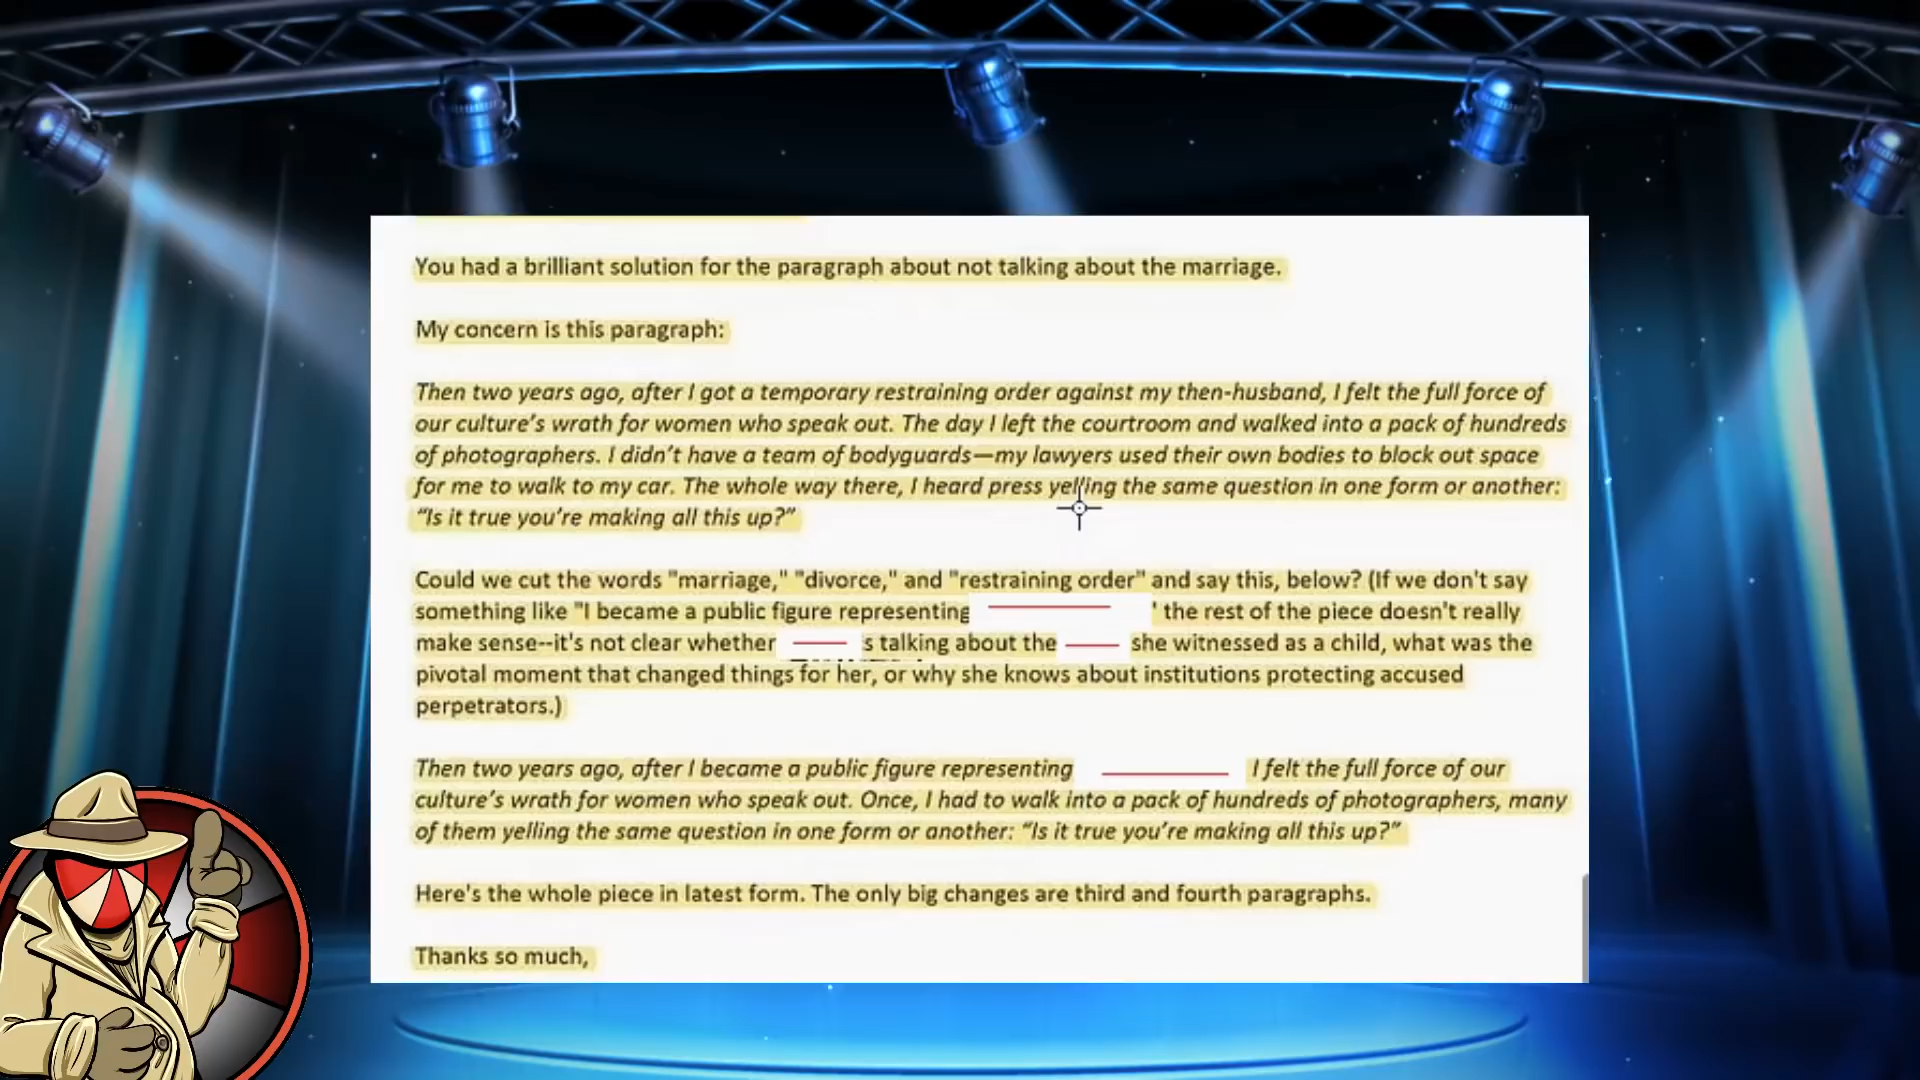 You had a brilliant solution for the paragraph about not talking about the marriage.
My concern is this paragraph:
Then two years ago, after I got a temporary restraining order against my then-husband, I felt the full force of
our culture’s wrath for women who speak out. The day I left the courtroom and walked into a pack of hundreds
of photographers. I didn’t have a team of bodyguards—my lawyers used their own bodies to block out space
for me to walk to my car. The whole way there, I heard press yelling the same question in one form or another:
“Is it true you’re making all this up?”
Could we cut the words "marriage," "divorce," and "restraining order" and say this, below? (If we don't say
something like "I became a public figure representing ' the rest of the piece doesn't really
make sense--it's not clear whether s talking about the she witnessed as a child, what was the
pivotal moment that changed things for her, or why she knows about institutions protecting accused
perpetrators.)
Then two years ago, after I became a public figure representing I felt the full force of our
culture’s wrath for women who speak out. Once, I had to walk into a pack of hundreds of photographers, many
of them yelling the same question in one form or another: “Is it true you’re making all this up?”
Here's the whole piece in latest form. The only big changes are third and fourth paragraphs.
Thanks so much,